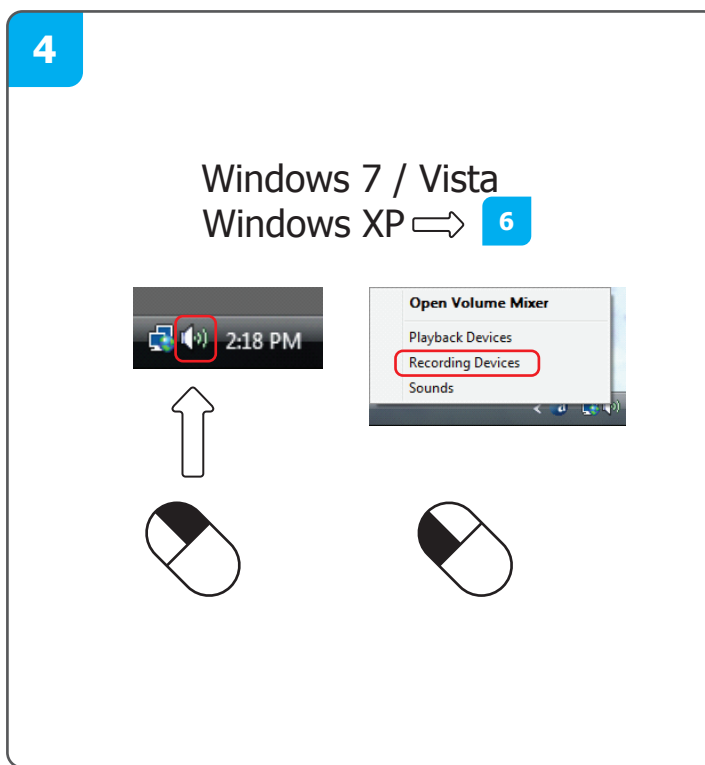 4
Windows 7 / Vista
Windows XP 6
2:18 PM
Open Volume Mixer
Playback Devices
Recording Devices
Sounds